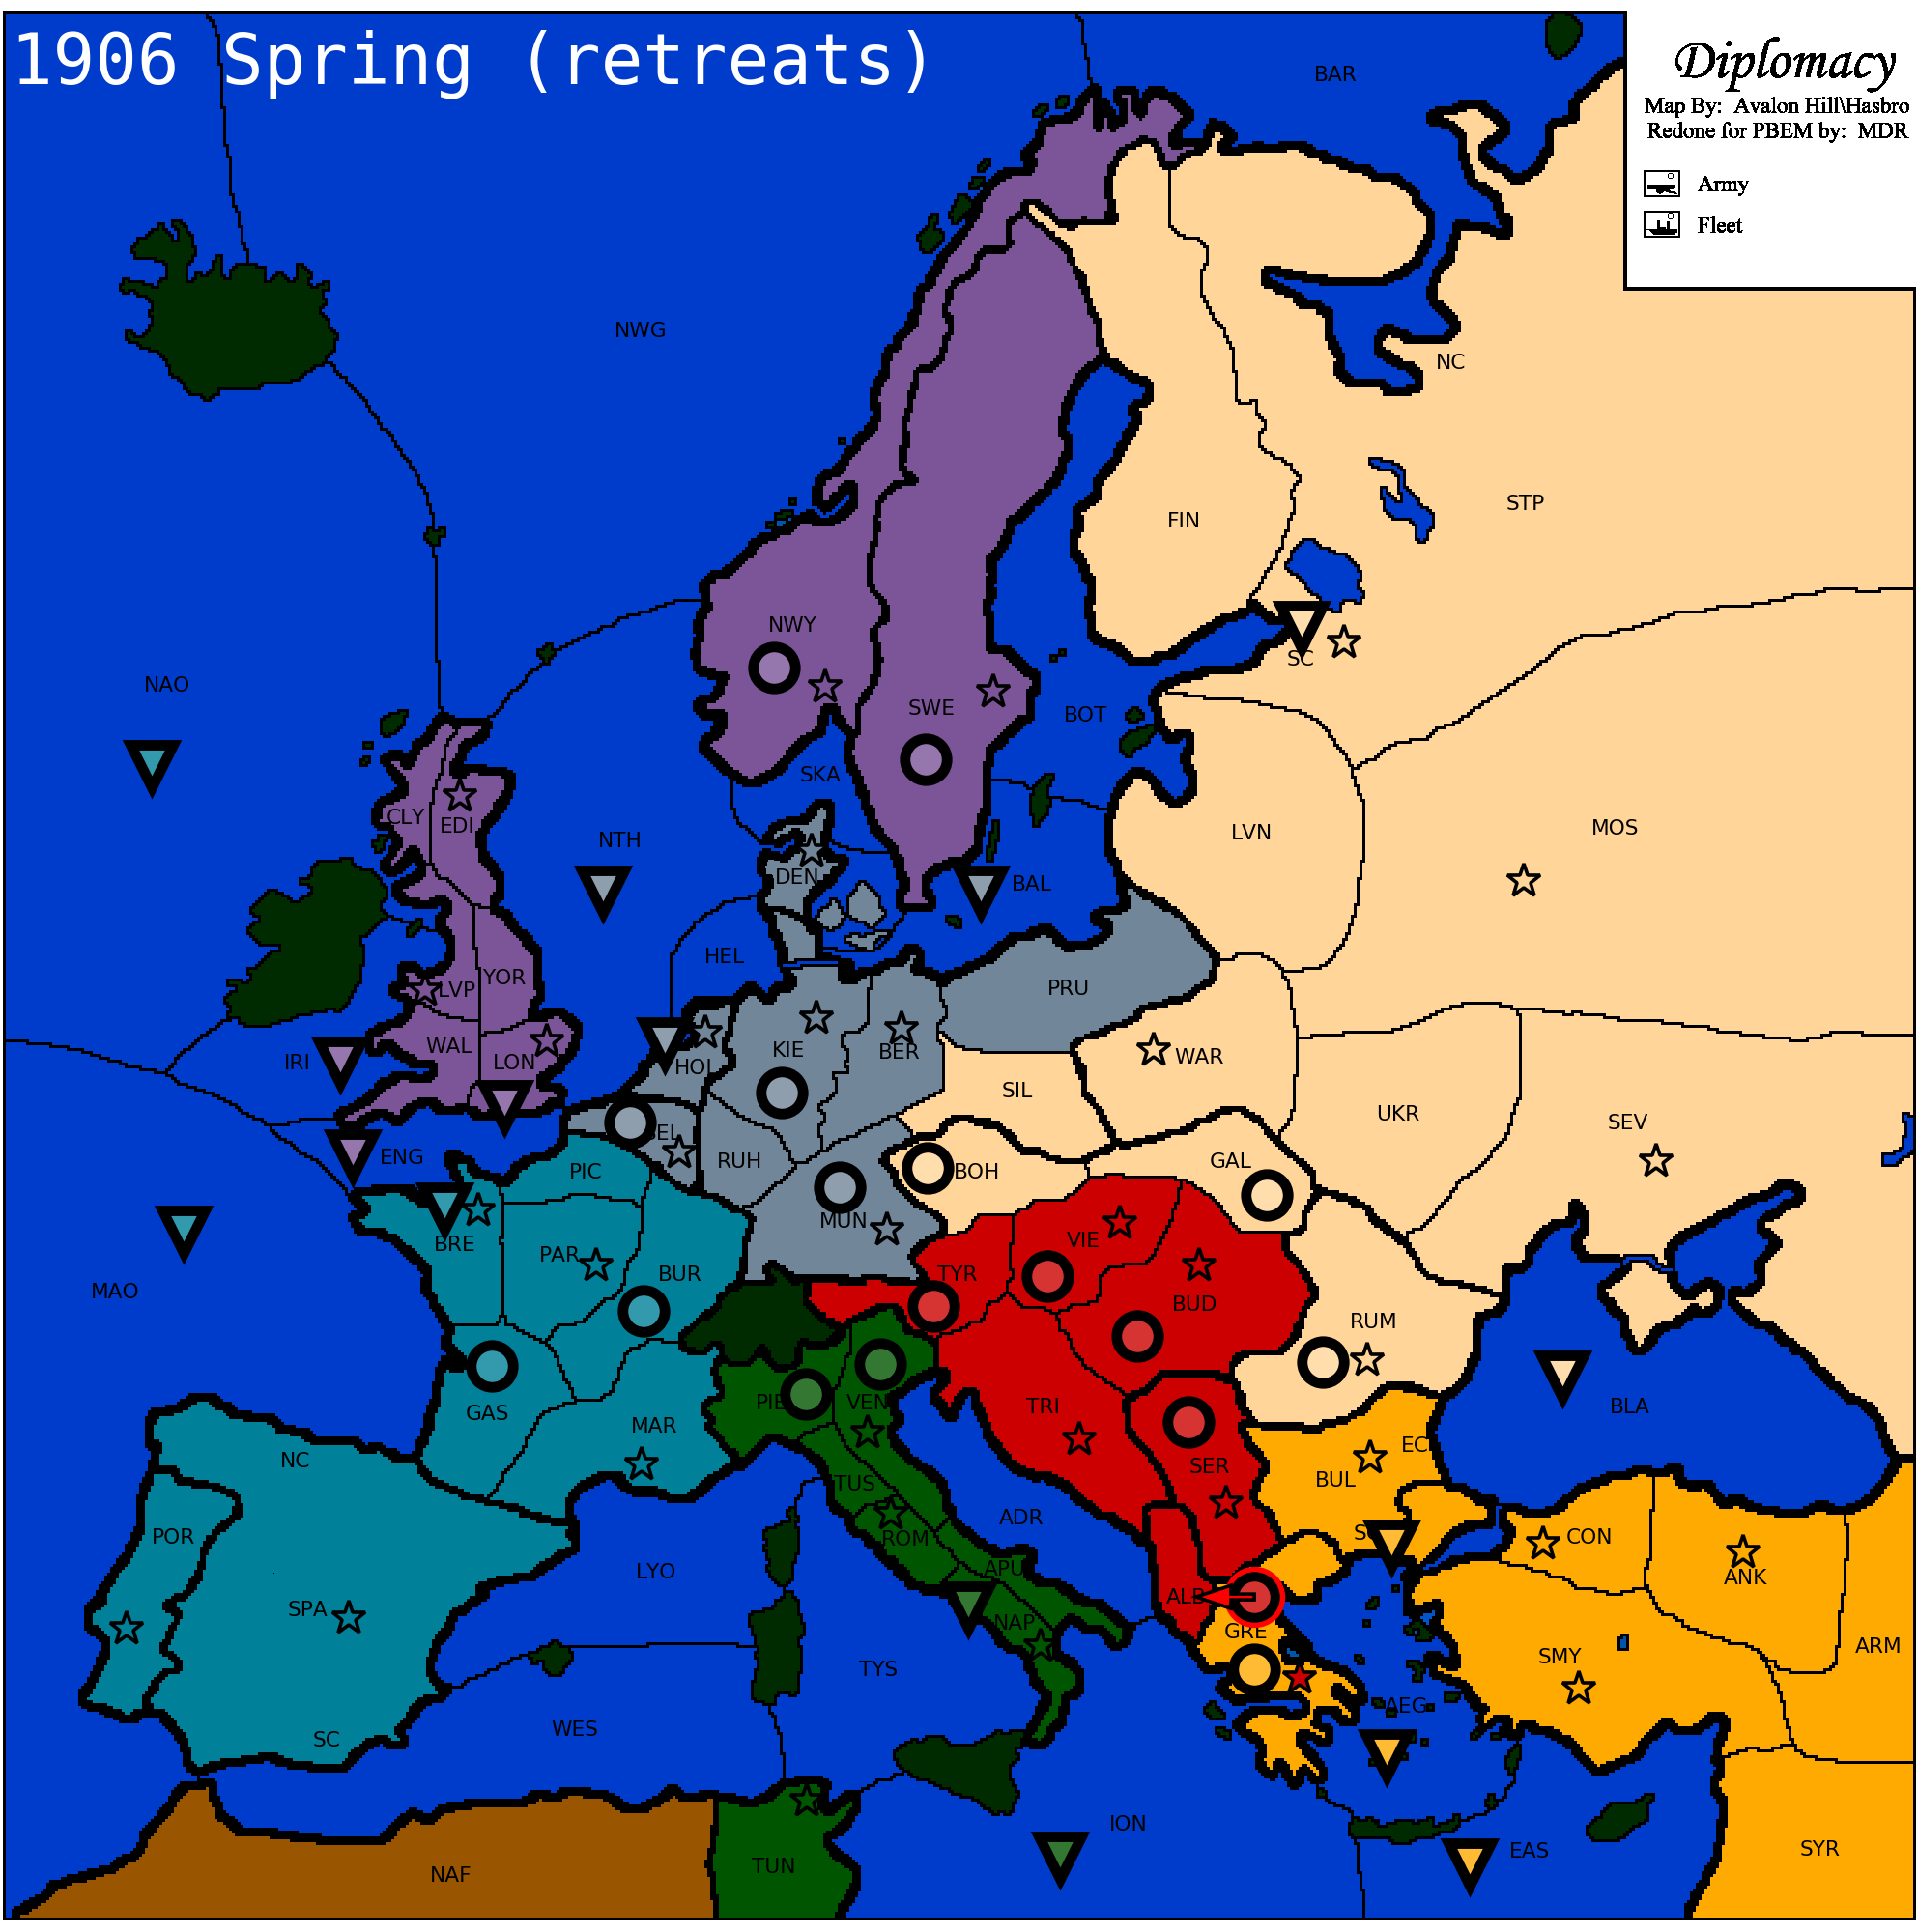 1906 Spring (retreats)
Diplomacy
Map By: Avalon Hill\Hasbro
Redone for PBEM by: MDR
Army
Fleet
BAR
NWG
NC
STP
FIN
NAO
NWY
SWE
BOT
SC
SKA
CLY
EDI
NTH
LVN
MOS
DEN
BAL
HEL
PRU
YOR
LVP
IRI
WAL
LON
HOL
KIE
BER
SIL
WAR
UKR
SEV
ENG
PIC
BEL
RUH
BOH
GAL
MUN
BRE
PAR
BUR
TYR
VIE
BUD
MAO
RUM
BLA
GAS
MAR
PIE
VEN
TRI
SER
BUL
EC
NC
TUS
POR
ROM
ADR
SC
CON
ANK
LYO
APU
ALB
SPA
NAP
GRE
SMY
ARM
TYS
AEG
WES
SC
ION
EAS
SYR
NAF
TUN